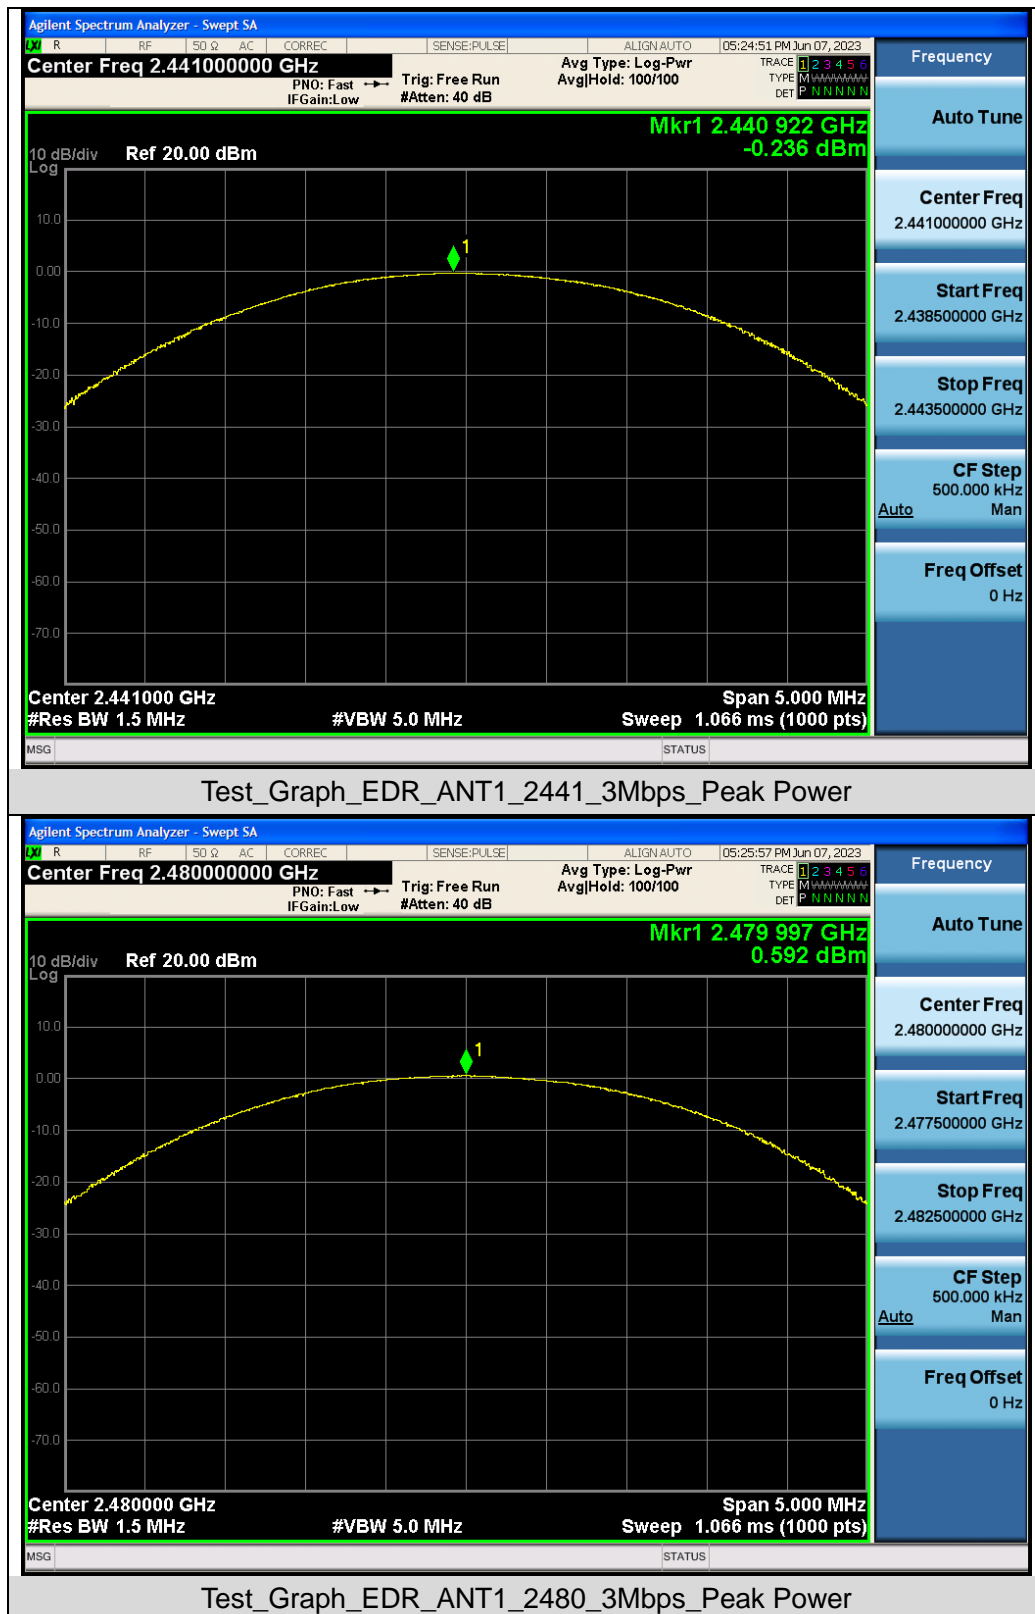 Agilent Spectrum Analyzer - Swept SA
LXI R RF 50 Ω AC CORREC SENSE:PULSE ALIGN AUTO 05:24:51 PM Jun 07, 2023
Center Freq 2.441000000 GHz
PNO: Fast
IFGain:Low
Trig: Free Run
#Atten: 40 dB
Avg Type: Log-Pwr
Avg|Hold: 100/100
TRACE 1 2 3 4 5 6
TYPE M
DET P N N N N N
Frequency
Mkr1 2.440 922 GHz
-0.236 dBm
10 dB/div Ref 20.00 dBm
Log
10.0
0.00
-10.0
-20.0
-30.0
-40.0
-50.0
-60.0
-70.0
1
Center 2.441000 GHz Span 5.000 MHz
#Res BW 1.5 MHz #VBW 5.0 MHz Sweep 1.066 ms (1000 pts)
Auto Tune
Center Freq
2.441000000 GHz
Start Freq
2.438500000 GHz
Stop Freq
2.443500000 GHz
CF Step
500.000 kHz
Auto Man
Freq Offset
0 Hz
MSG STATUS
Test_Graph_EDR_ANT1_2441_3Mbps_Peak Power
Agilent Spectrum Analyzer - Swept SA
LXI R RF 50 Ω AC CORREC SENSE:PULSE ALIGN AUTO 05:25:57 PM Jun 07, 2023
Center Freq 2.480000000 GHz
PNO: Fast
IFGain:Low
Trig: Free Run
#Atten: 40 dB
Avg Type: Log-Pwr
Avg|Hold: 100/100
TRACE 1 2 3 4 5 6
TYPE M
DET P N N N N N
Frequency
Mkr1 2.479 997 GHz
0.592 dBm
10 dB/div Ref 20.00 dBm
Log
10.0
0.00
-10.0
-20.0
-30.0
-40.0
-50.0
-60.0
-70.0
1
Center 2.480000 GHz Span 5.000 MHz
#Res BW 1.5 MHz #VBW 5.0 MHz Sweep 1.066 ms (1000 pts)
Auto Tune
Center Freq
2.480000000 GHz
Start Freq
2.477500000 GHz
Stop Freq
2.482500000 GHz
CF Step
500.000 kHz
Auto Man
Freq Offset
0 Hz
MSG STATUS
Test_Graph_EDR_ANT1_2480_3Mbps_Peak Power